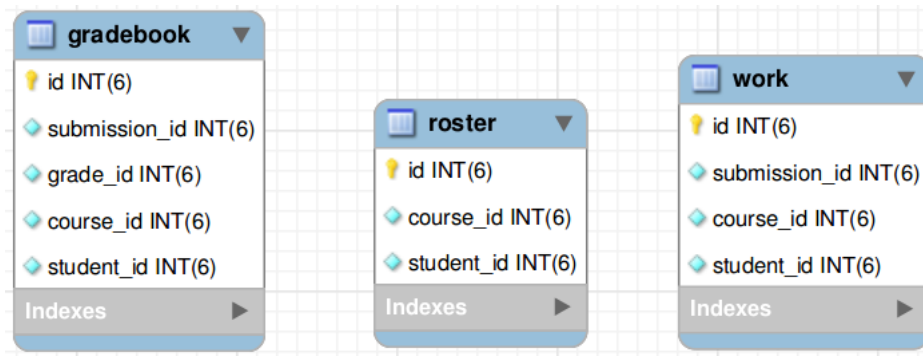 gradebook
id INT(6)
submission_id INT(6)
grade_id INT(6)
course_id INT(6)
student_id INT(6)
Indexes
roster
id INT(6)
course_id INT(6)
student_id INT(6)
Indexes
work
id INT(6)
submission_id INT(6)
course_id INT(6)
student_id INT(6)
Indexes